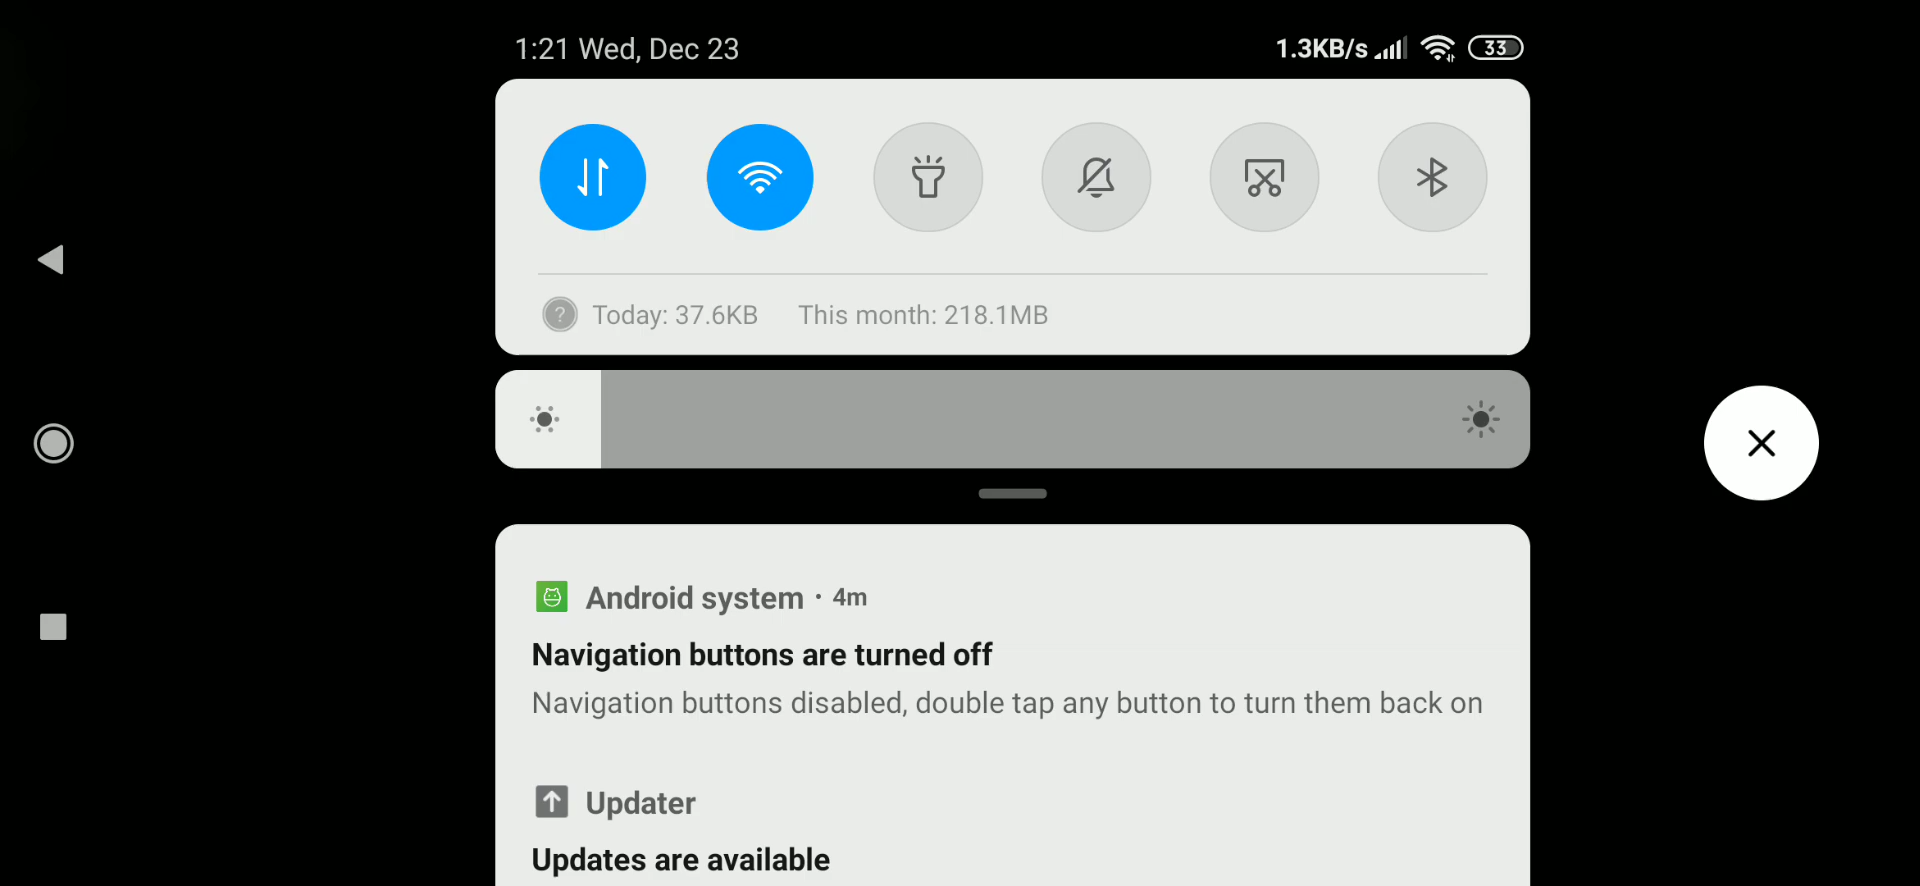 1:21 Wed, Dec 23
1.3KB/s 33
? Today: 37.6KB This month: 218.1MB
Android system · 4m
Navigation buttons are turned off
Navigation buttons disabled, double tap any button to turn them back on
Updater
Updates are available